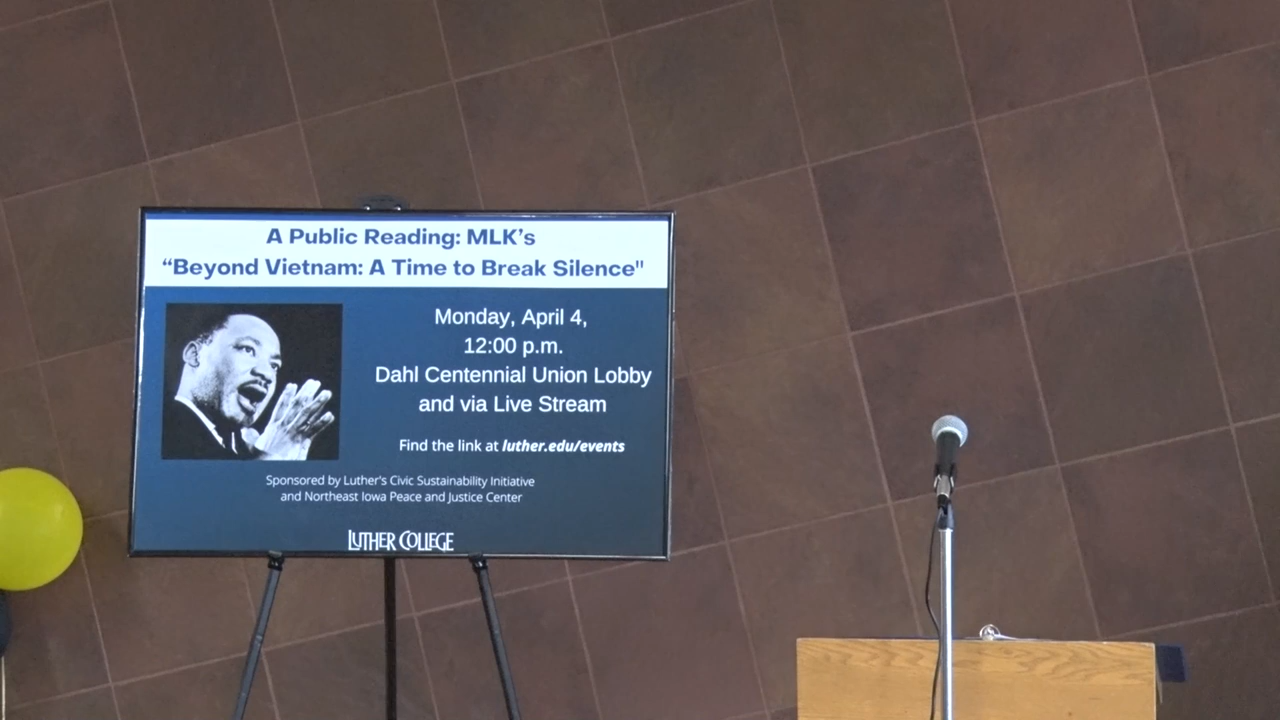 A Public Reading: MLK's
“Beyond Vietnam: A Time to Break Silence"
Monday, April 4,
12:00 p.m.
Dahl Centennial Union Lobby
and via Live Stream
Find the link at luther.edu/events
Sponsored by Luther's Civic Sustainability Initiative
and Northeast Iowa Peace and Justice Center
LUTHER COLLEGE